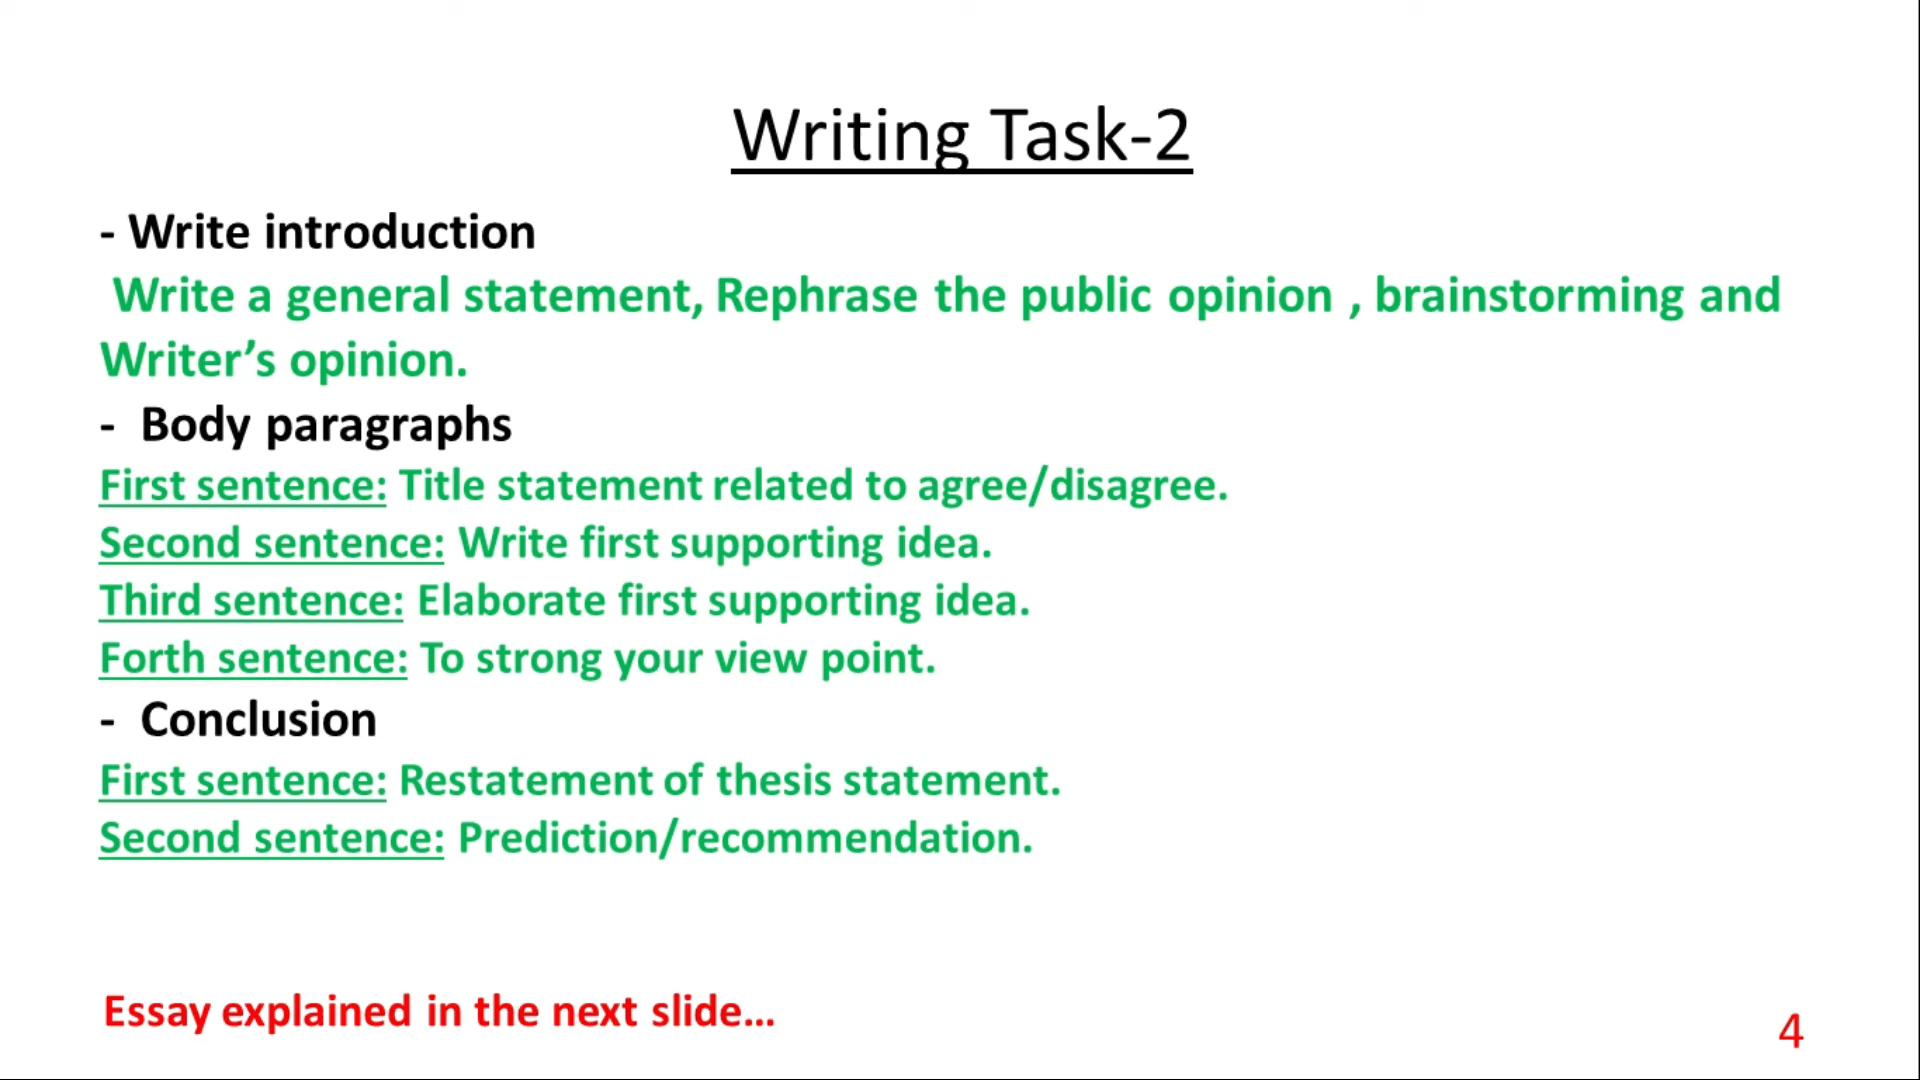 Writing Task-2
- Write introduction
Write a general statement, Rephrase the public opinion , brainstorming and
Writer’s opinion.
- Body paragraphs
First sentence: Title statement related to agree/disagree.
Second sentence: Write first supporting idea.
Third sentence: Elaborate first supporting idea.
Forth sentence: To strong your view point.
- Conclusion
First sentence: Restatement of thesis statement.
Second sentence: Prediction/recommendation.
Essay explained in the next slide...
4